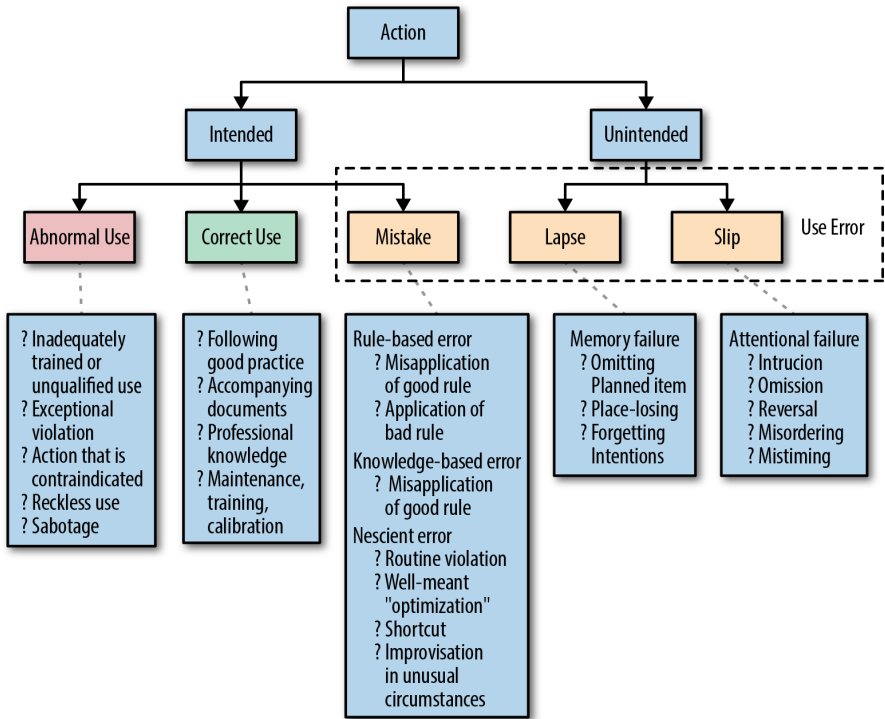 Action
Intended
Unintended
Abnormal Use
Correct Use
Mistake
Lapse
Slip
Use Error
? Inadequately
trained or
unqualified use
? Exceptional
violation
? Action that is
contraindicated
? Reckless use
? Sabotage
? Following
good practice
? Accompanying
documents
? Professional
knowledge
? Maintenance,
training,
calibration
Rule-based error
? Misapplication
of good rule
? Application of
bad rule
Knowledge-based error
? Misapplication
of good rule
Nescient error
? Routine violation
? Well-meant
"optimization"
? Shortcut
? Improvisation
in unusual
circumstances
Memory failure
? Omitting
Planned item
? Place-losing
? Forgetting
Intentions
Attentional failure
? Intrucion
? Omission
? Reversal
? Misordering
? Mistiming